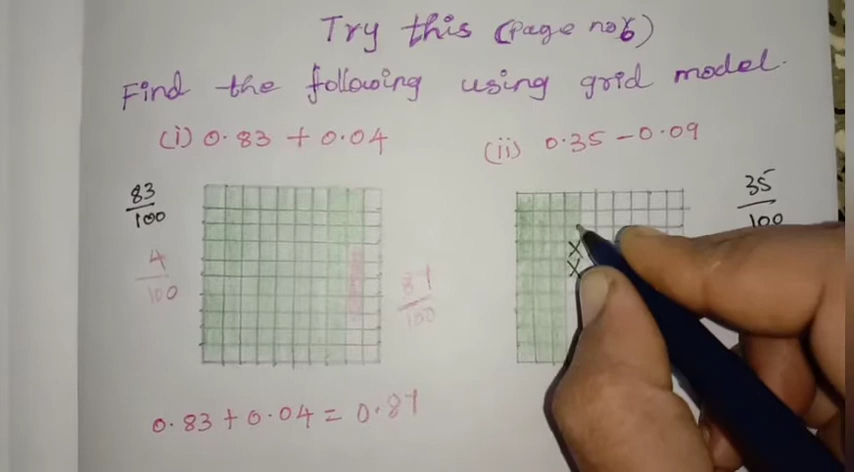 Try this (Page no 6)
Find the following using grid model.
(i) 0.83 + 0.04
(ii) 0.35 - 0.09
83
100
4
100
87
100
35
100
X
X
0.83 + 0.04 = 0.87